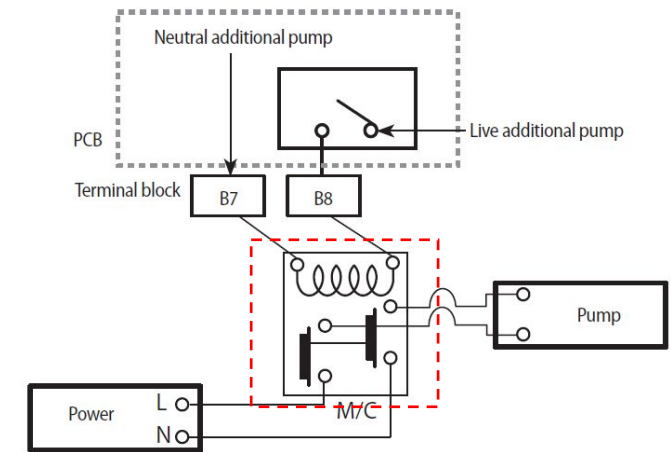 Neutral additional pump
Live additional pump
PCB
Terminal block
B7
B8
Pump
M/C
Power
L
N